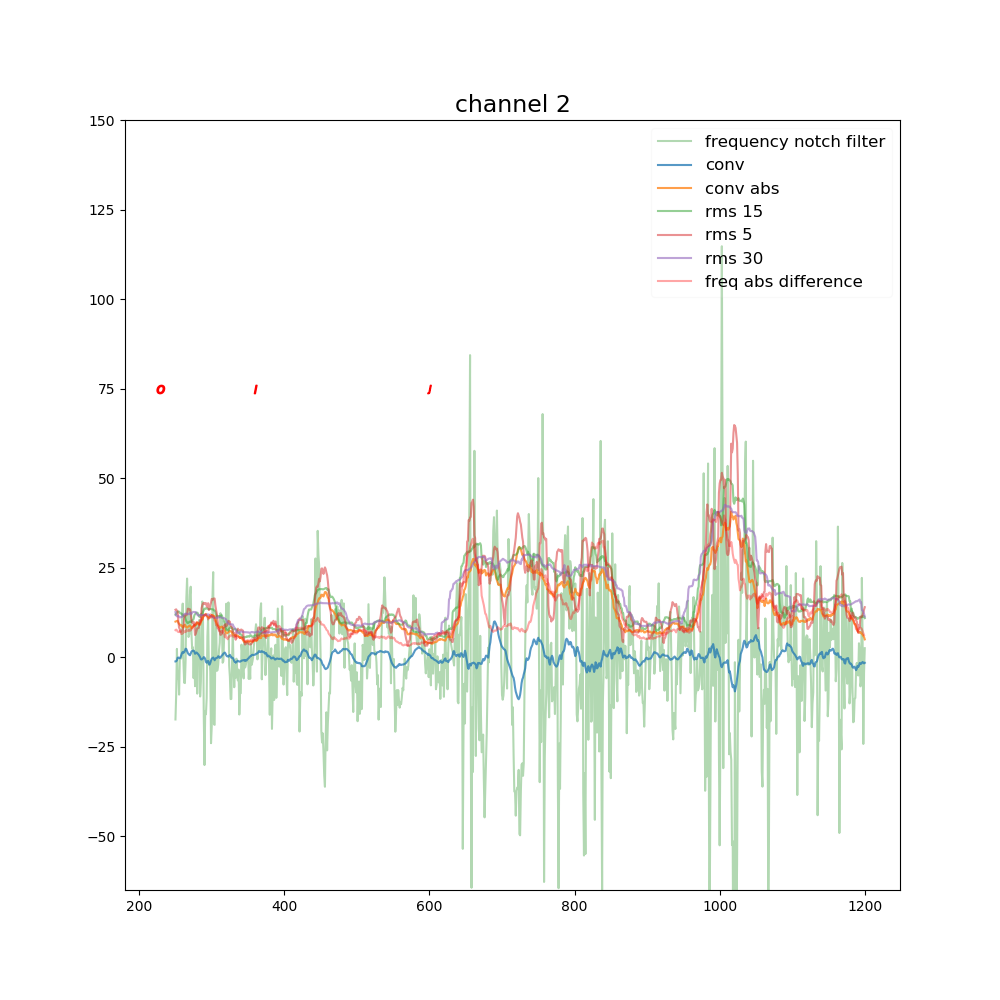 channel 2
150
125
100
75
50
25
0
−25
−50
200 400 600 800 1000 1200
frequency notch filter
conv
conv abs
rms 15
rms 5
rms 30
freq abs difference
o ı ȷ